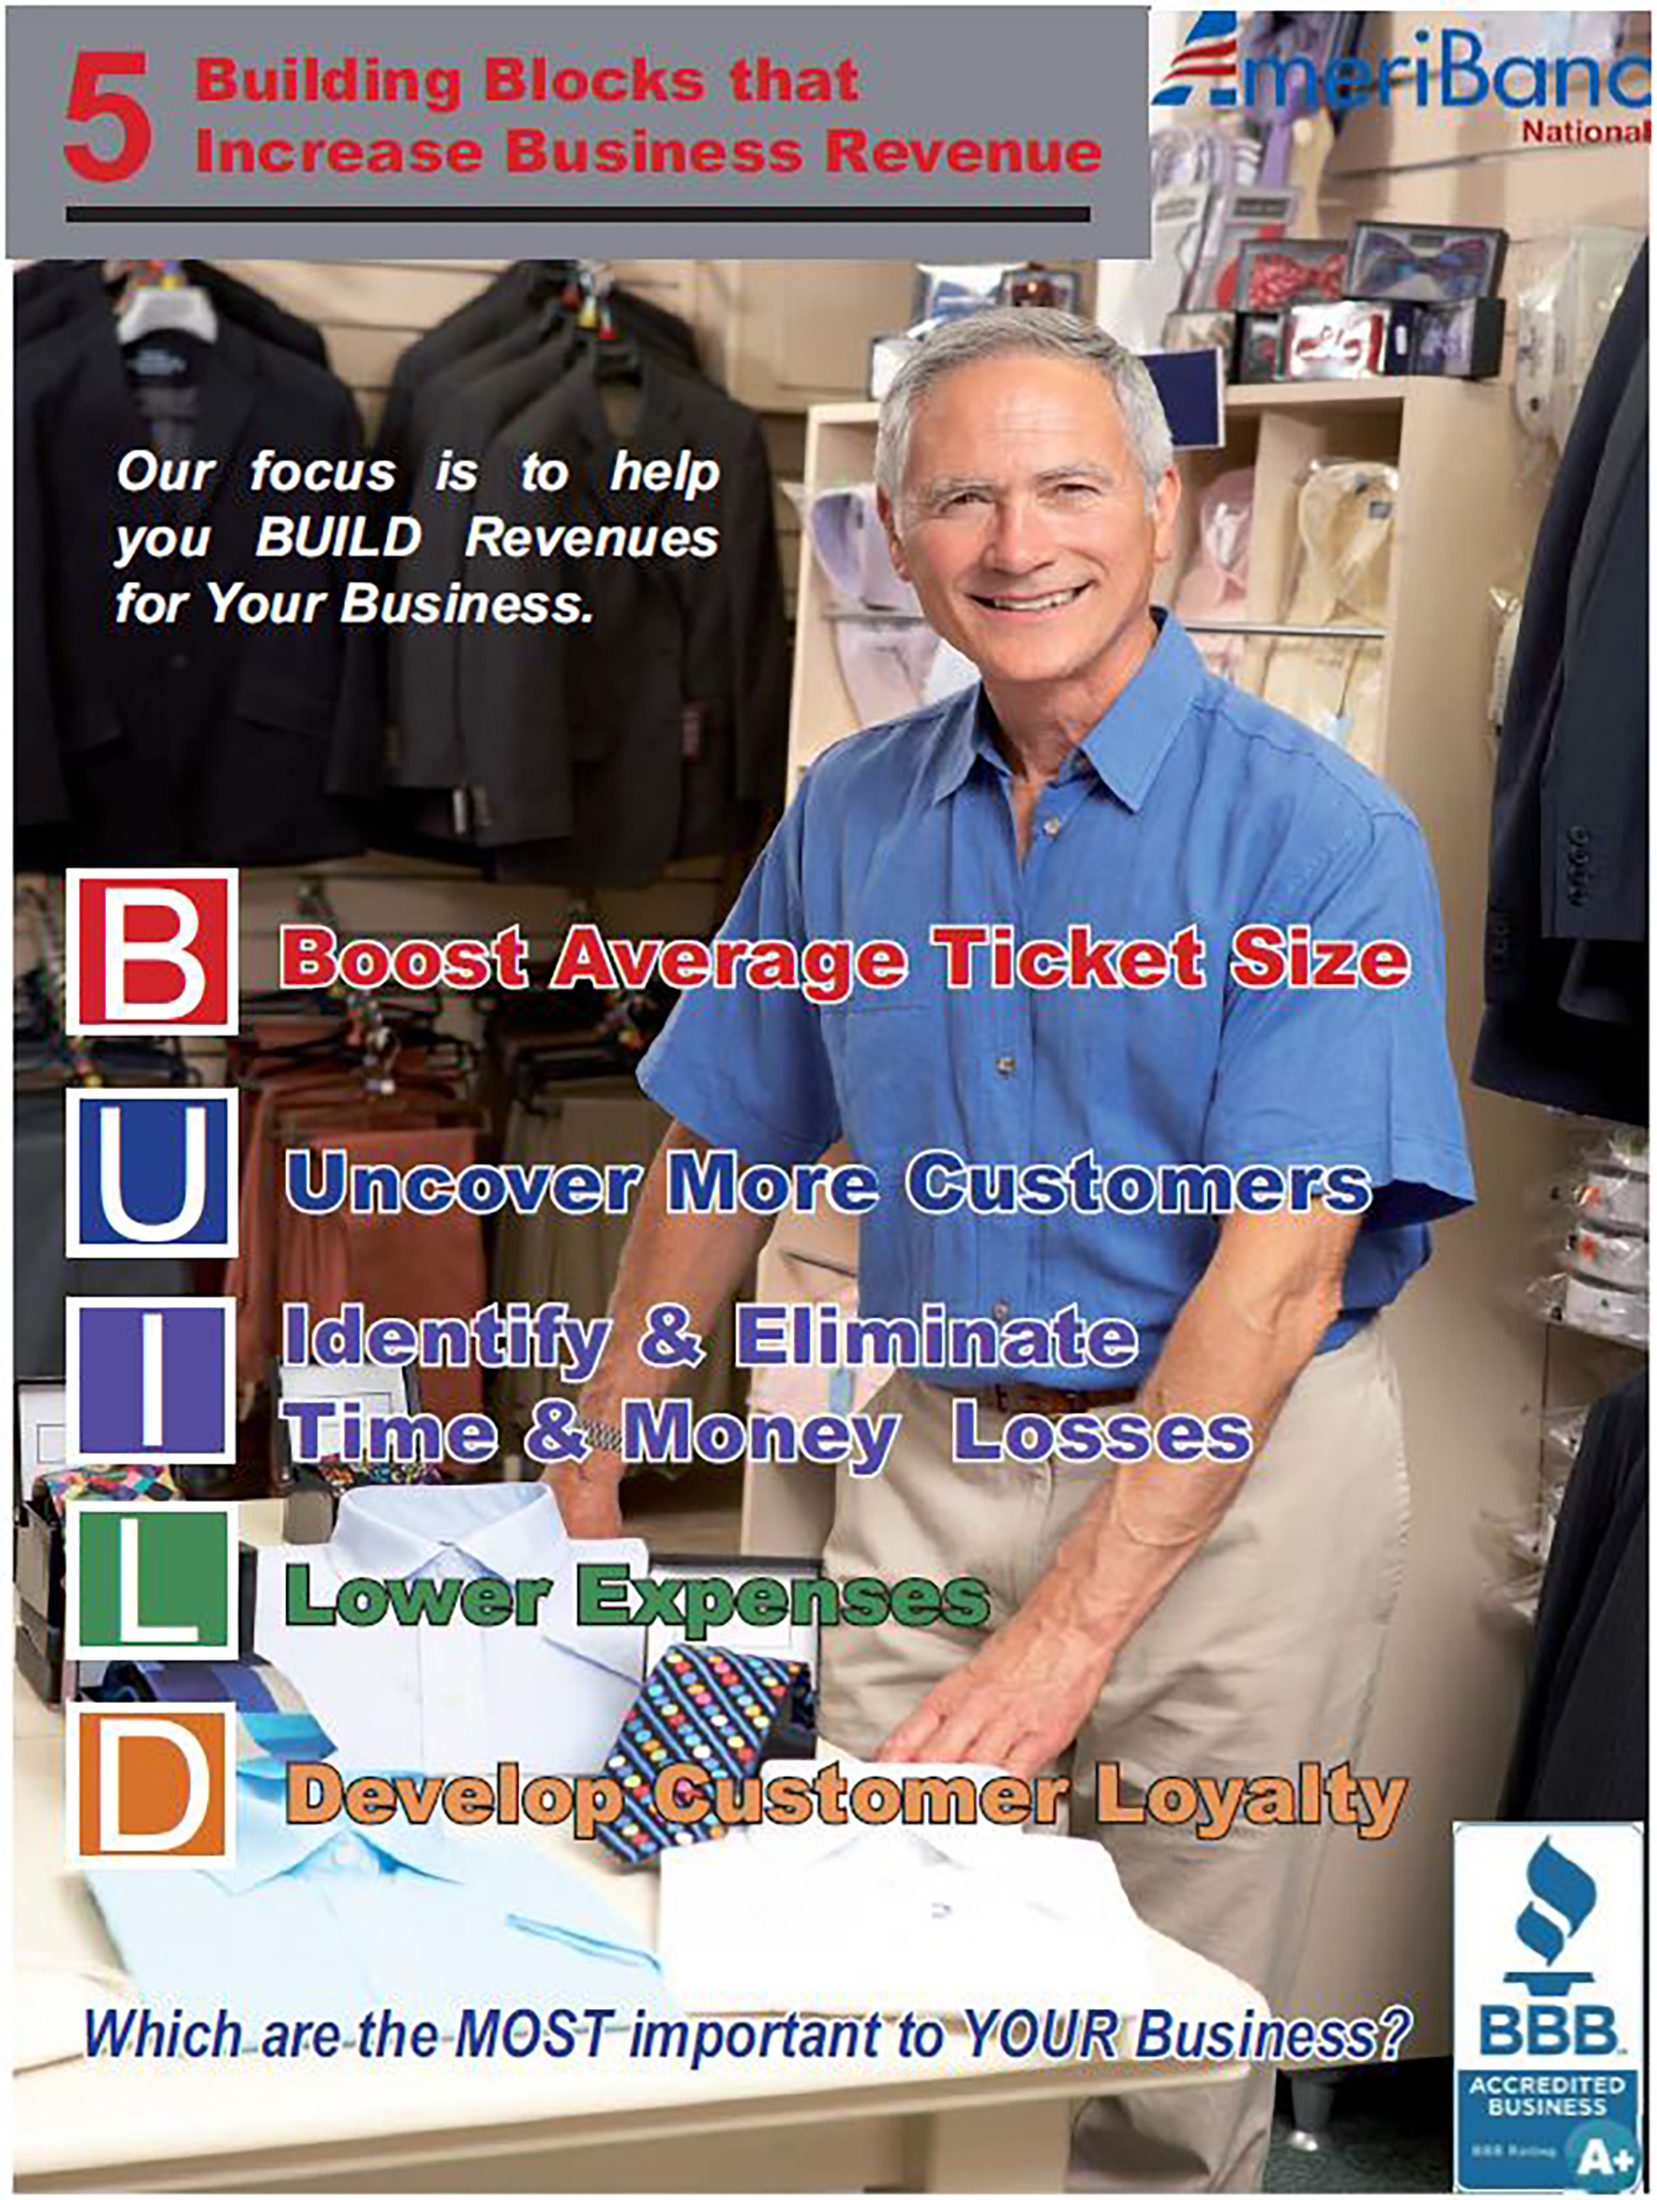 5 Building Blocks that
Increase Business Revenue
AmeriBanc
National
Our focus is to help
you BUILD Revenues
for Your Business.
B Boost Average Ticket Size
U Uncover More Customers
I Identify & Eliminate
Time & Money Losses
L Lower Expenses
D Develop Customer Loyalty
Which are the MOST important to YOUR Business?
BBB
ACCREDITED
BUSINESS
BBB Rating A+